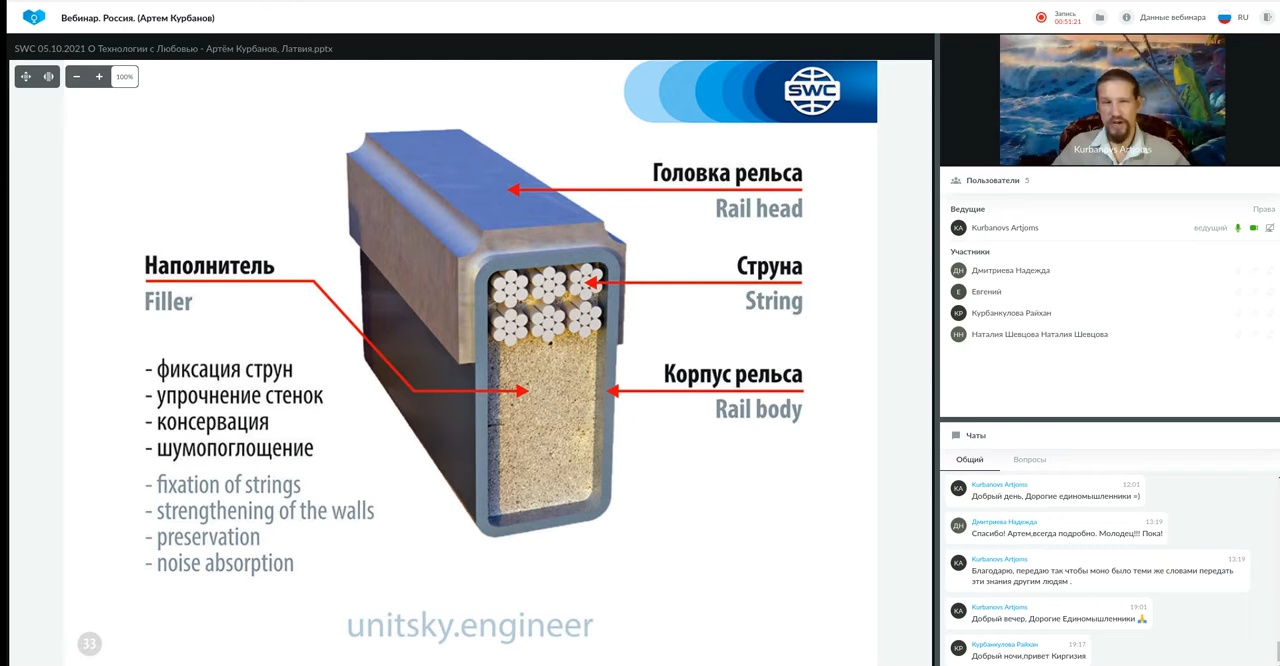 Вебинар. Россия. (Артем Курбанов)
Запись
00:51:21
Данные вебинара
RU
SWC 05.10.2021 О Технологии с Любовью - Артём Курбанов, Латвия.pptx
100%
SWC
Головка рельса
Rail head
Наполнитель
Filler
Струна
String
Корпус рельса
Rail body
- фиксация струн
- упрочнение стенок
- консервация
- шумопоглощение
- fixation of strings
- strengthening of the walls
- preservation
- noise absorption
unitsky.engineer
33
Kurbanovs Artjoms
Пользователи 5
Ведущие Права
KA Kurbanovs Artjoms ведущий
Участники
ДН Дмитриева Надежда
Е Евгений
КР Курбанкулова Райхан
НН Наталия Шевцова Наталия Шевцова
Чаты
Общий Вопросы
KA Kurbanovs Artjoms 12:01
Добрый день, Дорогие единомышленники =)
ДН Дмитриева Надежда 13:19
Спасибо! Артем,всегда подробно. Молодец!!! Пока!
KA Kurbanovs Artjoms 13:19
Благодарю, передаю так чтобы моно было теми же словами передать
эти знания другим людям .
KA Kurbanovs Artjoms 19:01
Добрый вечер, Дорогие Единомышленники 🙏
КР Курбанкулова Райхан 19:17
Добрый ночи,привет Киргизия